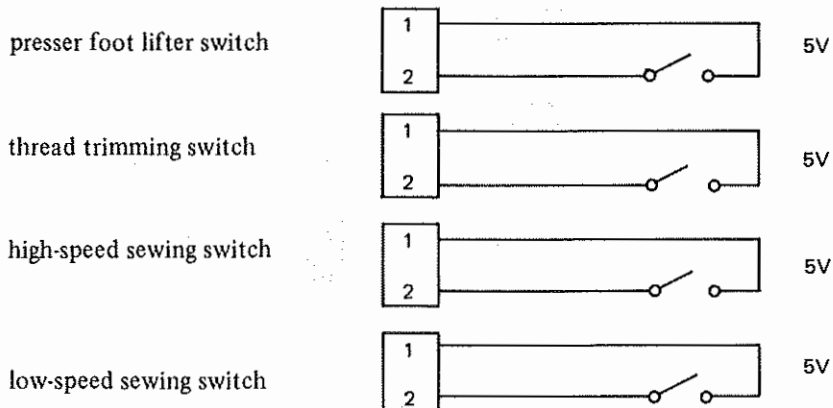 presser foot lifter switch
1
2
5V
thread trimming switch
1
2
5V
high-speed sewing switch
1
2
5V
low-speed sewing switch
1
2
5V